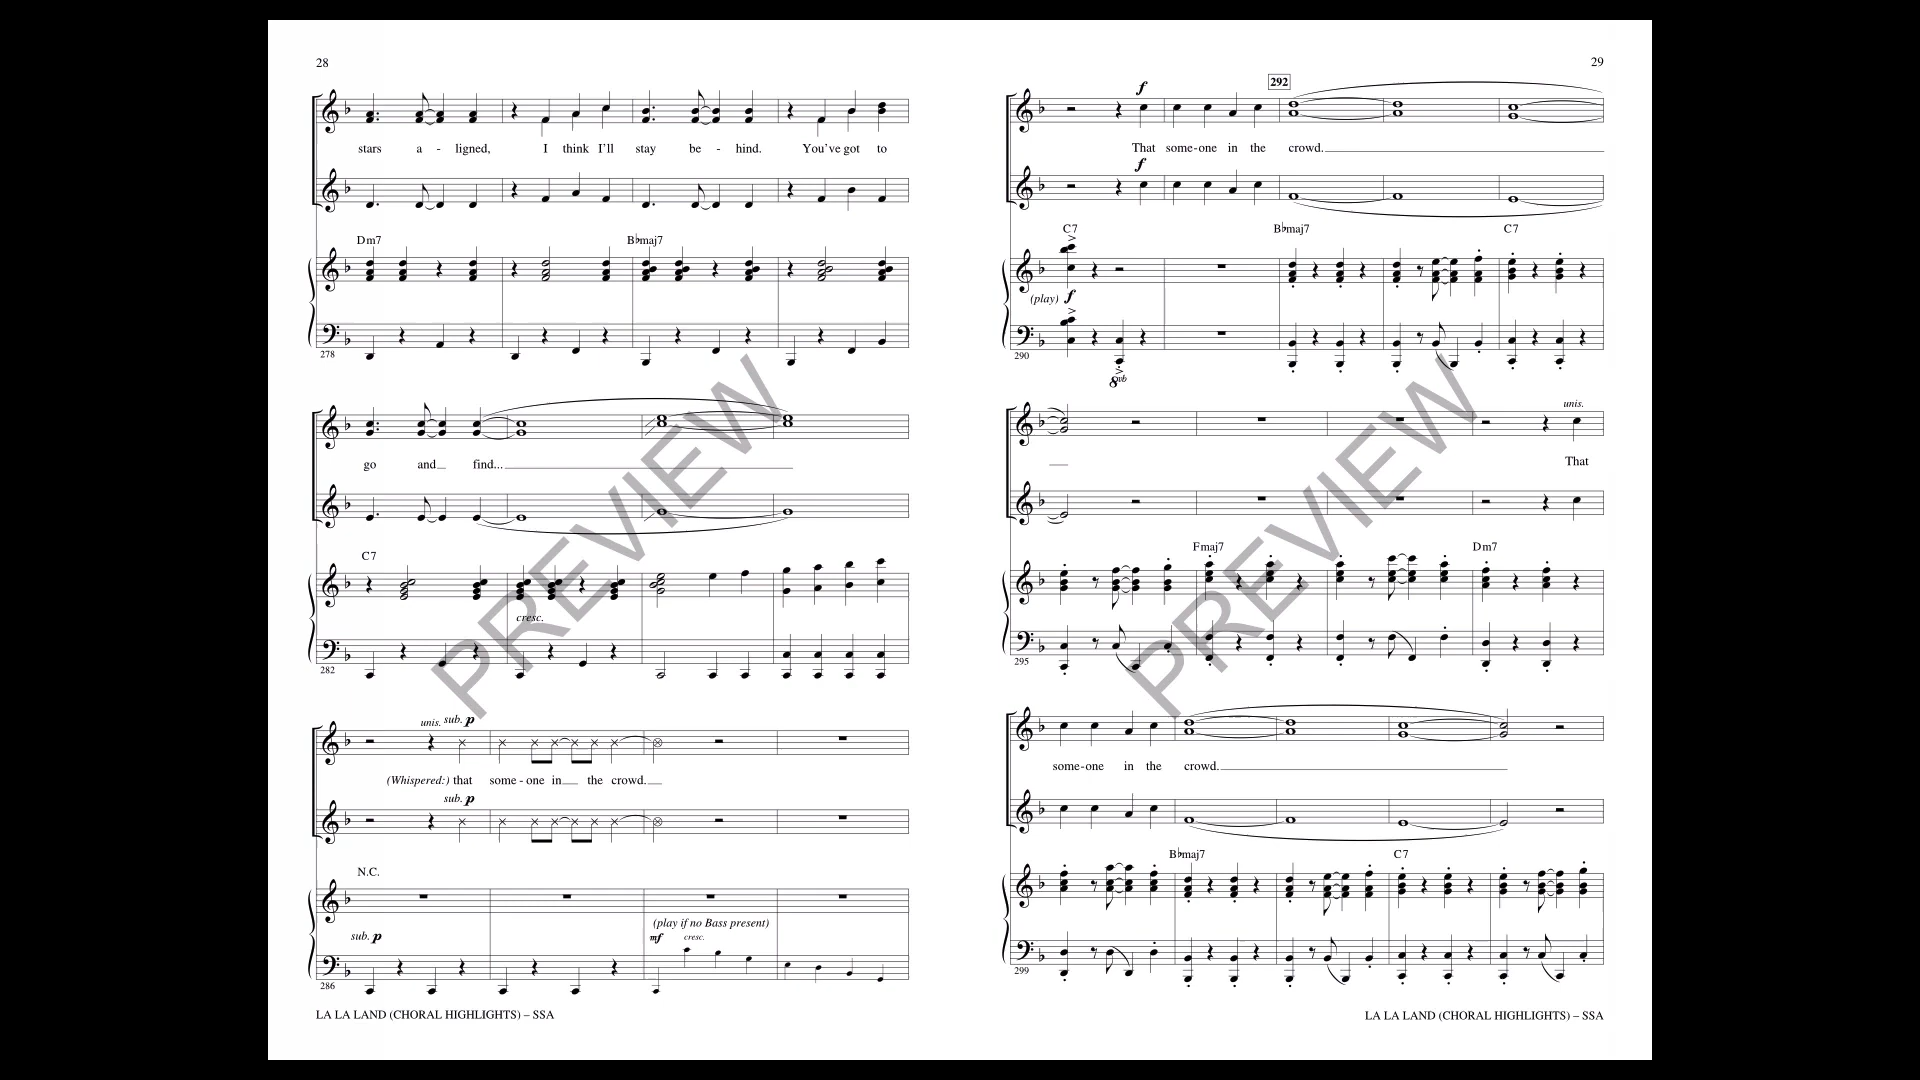 28
stars a - ligned, I think I'll stay be - hind. You've got to
Dm7 B♭maj7
278
go and find...
C7
cresc.
282
unis. sub. p
(Whispered:) that some - one in the crowd.
sub. p
N.C.
sub. p
(play if no Bass present)
mf cresc.
286
LA LA LAND (CHORAL HIGHLIGHTS) – SSA
29
292
f
That some-one in the crowd.
f
C7 B♭maj7 C7
(play) f
290
8vb
unis.
That
Fmaj7 Dm7
295
some-one in the crowd.
B♭maj7 C7
299
LA LA LAND (CHORAL HIGHLIGHTS) – SSA
PREVIEW
PREVIEW